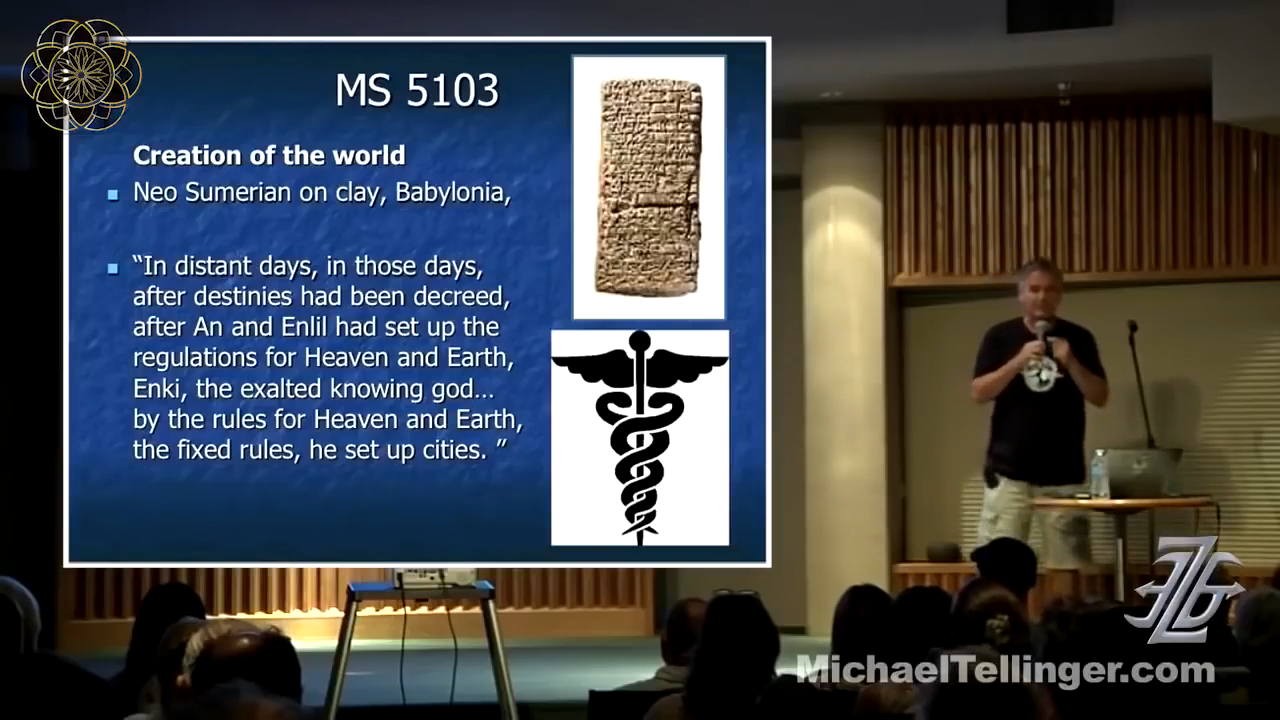 MS 5103
Creation of the world
Neo Sumerian on clay, Babylonia,
“In distant days, in those days,
after destinies had been decreed,
after An and Enlil had set up the
regulations for Heaven and Earth,
Enki, the exalted knowing god…
by the rules for Heaven and Earth,
the fixed rules, he set up cities. ”
MichaelTellinger.com